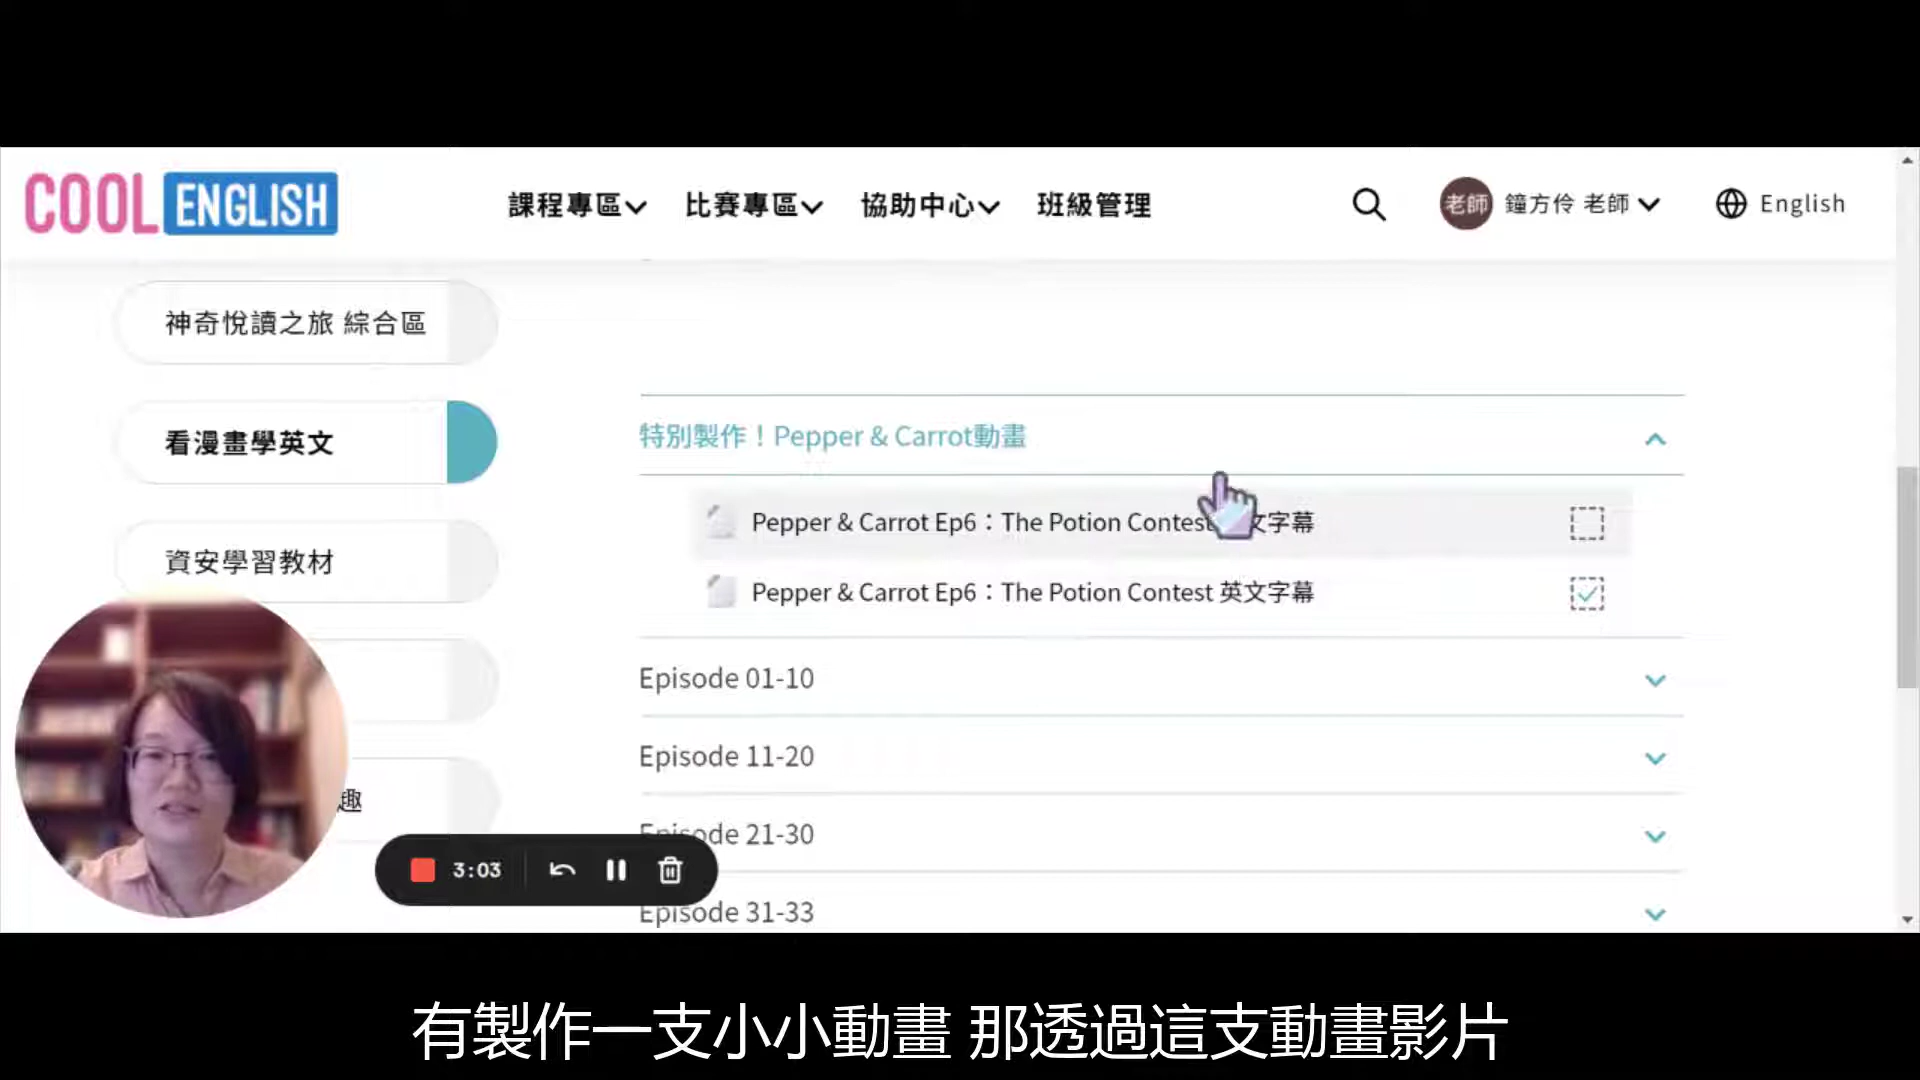 COOL ENGLISH
課程專區
比賽專區
協助中心
班級管理
老師
鐘方伶 老師
English
神奇悅讀之旅 綜合區
看漫畫學英文
資安學習教材
趣
特別製作！Pepper & Carrot動畫
Pepper & Carrot Ep6：The Potion Contest 文字幕
Pepper & Carrot Ep6：The Potion Contest 英文字幕
Episode 01-10
Episode 11-20
Episode 21-30
Episode 31-33
3:03
有製作一支小小動畫 那透過這支動畫影片